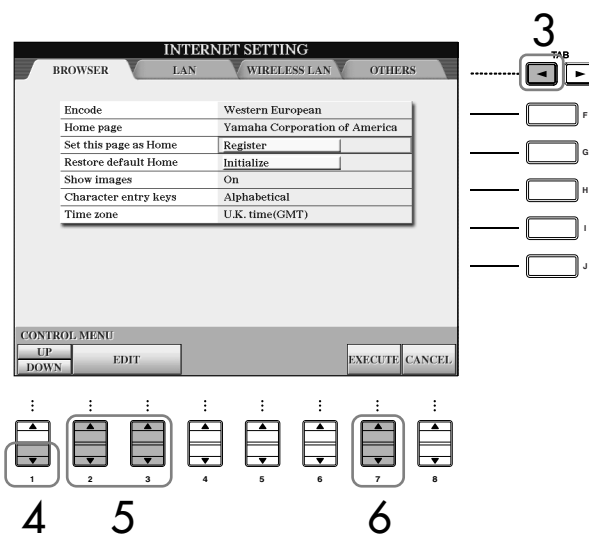 3
INTERNET SETTING
TAB
BROWSER LAN WIRELESS LAN OTHERS
Encode Western European
Home page Yamaha Corporation of America
Set this page as Home Register
Restore default Home Initialize
Show images On
Character entry keys Alphabetical
Time zone U.K. time(GMT)
F
G
H
I
J
CONTROL MENU
UP
DOWN
EDIT
EXECUTE
CANCEL
1 2 3 4 5 6 7 8
4 5 6